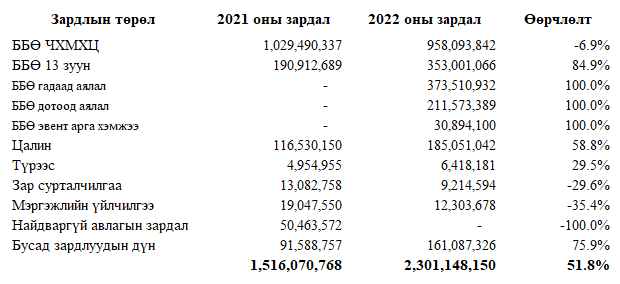 Зардлын төрөл 2021 оны зардал 2022 оны зардал Өөрчлөлт
ББӨ ЧХМХЦ 1,029,490,337 958,093,842 -6.9%
ББӨ 13 зуун 190,912,689 353,001,066 84.9%
ББӨ гадаад аялал - 373,510,932 100.0%
ББӨ дотоод аялал - 211,573,389 100.0%
ББӨ эвент арга хэмжээ - 30,894,100 100.0%
Цалин 116,530,150 185,051,042 58.8%
Түрээс 4,954,955 6,418,181 29.5%
Зар сурталчилгаа 13,082,758 9,214,594 -29.6%
Мэргэжлийн үйлчилгээ 19,047,550 12,303,678 -35.4%
Найдваргүй авлагын зардал 50,463,572 - -100.0%
Бусад зардлуудын дүн 91,588,757 161,087,326 75.9%
1,516,070,768 2,301,148,150 51.8%